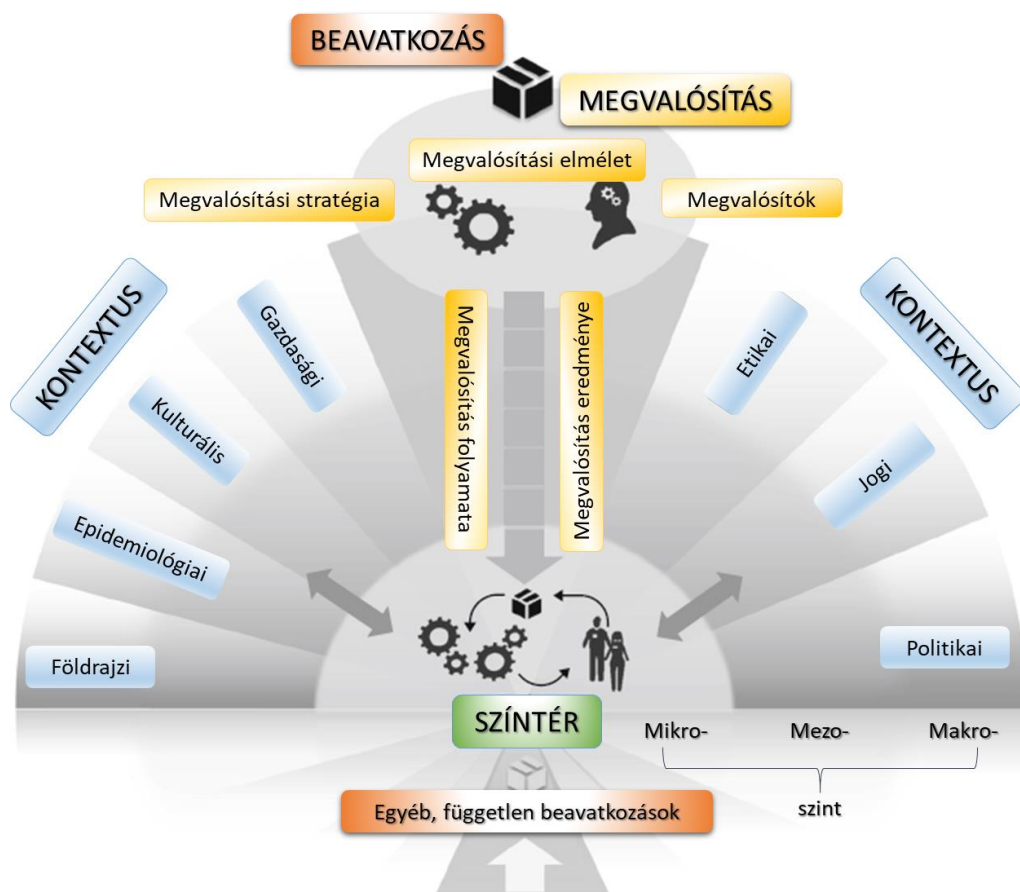 BEAVATKOZÁS
MEGVALÓSÍTÁS
Megvalósítási elmélet
Megvalósítási stratégia
Megvalósítók
KONTEXTUS
KONTEXTUS
Gazdasági
Kulturális
Epidemiológiai
Földrajzi
Megvalósítás folyamata
Megvalósítás eredménye
Etikai
Jogi
Politikai
SZÍNTÉR
Mikro- Mezo- Makro-
szint
Egyéb, független beavatkozások